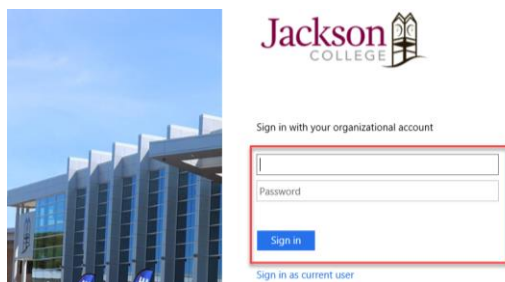 Jackson
COLLEGE
Sign in with your organizational account
Password
Sign in
Sign in as current user